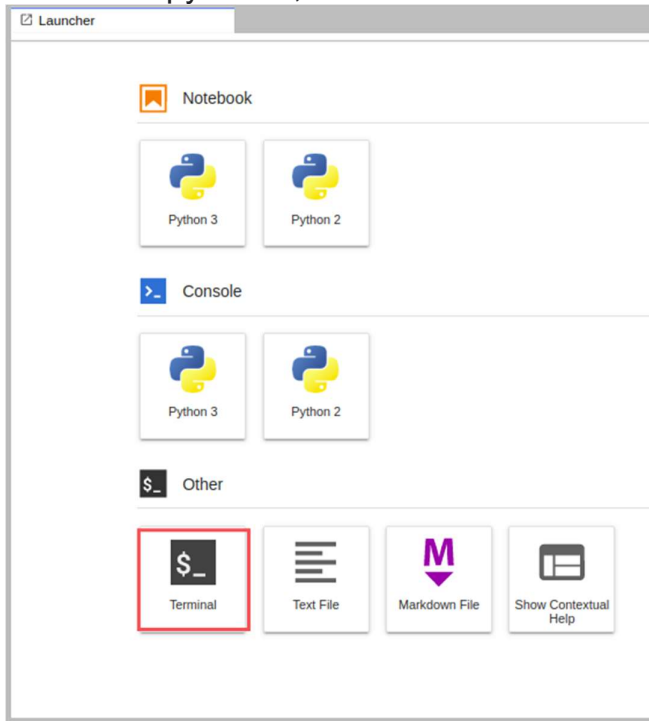 Launcher
Notebook
Python 3
Python 2
>_ Console
Python 3
Python 2
$_ Other
$_
M
Terminal
Text File
Markdown File
Show Contextual
Help